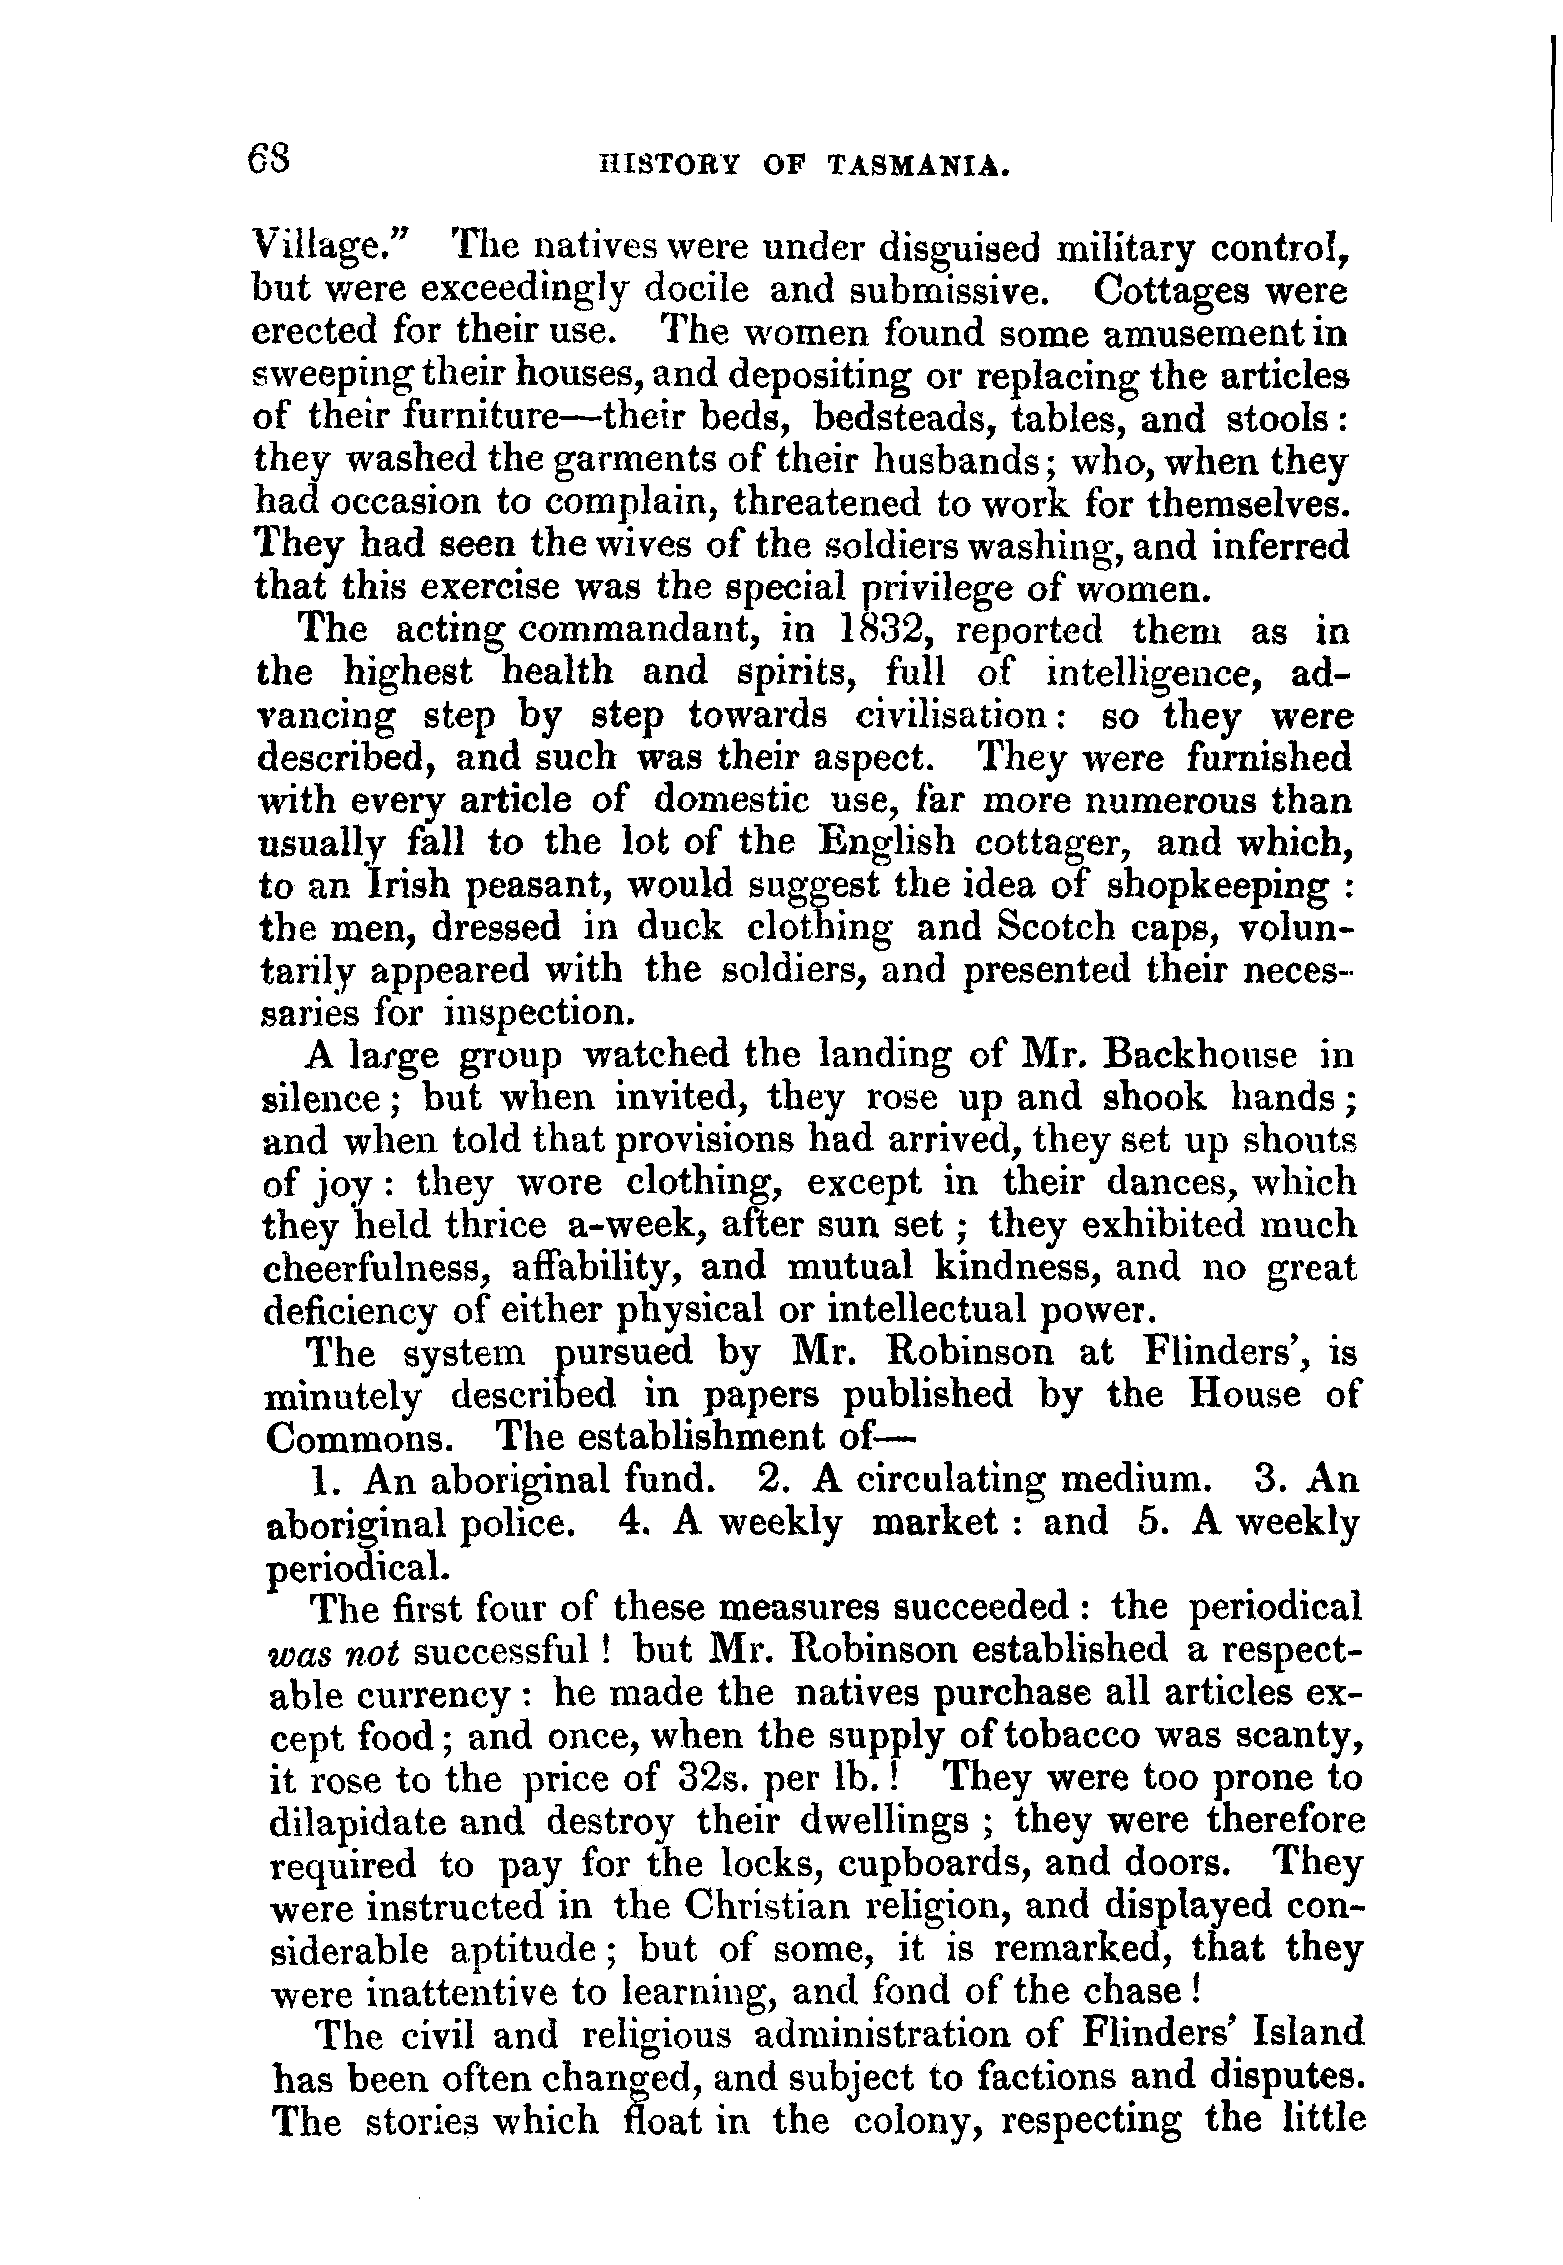 68 HISTORY OF TASMANIA.
Village." The natives were under disguised military control,
but were exceedingly docile and submissive. Cottages were
erected for their use. The women found some amusement in
sweeping their houses, and depositing or replacing the articles
of their furniture—their beds, bedsteads, tables, and stools :
they washed the garments of their husbands; who, when they
had occasion to complain, threatened to work for themselves.
They had seen the wives of the soldiers washing, and inferred
that this exercise was the special privilege of women.
The acting commandant, in 1832, reported them as in
the highest health and spirits, full of intelligence, ad-
vancing step by step towards civilisation : so they were
described, and such was their aspect. They were furnished
with every article of domestic use, far more numerous than
usually fall to the lot of the English cottager, and which,
to an Irish peasant, would suggest the idea of shopkeeping :
the men, dressed in duck clothing and Scotch caps, volun-
tarily appeared with the soldiers, and presented their neces-
saries for inspection.
A large group watched the landing of Mr. Backhouse in
silence ; but when invited, they rose up and shook hands ;
and when told that provisions had arrived, they set up shouts
of joy : they wore clothing, except in their dances, which
they held thrice a-week, after sun set ; they exhibited much
cheerfulness, affability, and mutual kindness, and no great
deficiency of either physical or intellectual power.
The system pursued by Mr. Robinson at Flinders', is
minutely described in papers published by the House of
Commons. The establishment of—
1. An aboriginal fund. 2. A circulating medium. 3. An
aboriginal police. 4. A weekly market : and 5. A weekly
periodical.
The first four of these measures succeeded : the periodical
was not successful ! but Mr. Robinson established a respect-
able currency : he made the natives purchase all articles ex-
cept food ; and once, when the supply of tobacco was scanty,
it rose to the price of 32s. per lb. ! They were too prone to
dilapidate and destroy their dwellings ; they were therefore
required to pay for the locks, cupboards, and doors. They
were instructed in the Christian religion, and displayed con-
siderable aptitude ; but of some, it is remarked, that they
were inattentive to learning, and fond of the chase !
The civil and religious administration of Flinders' Island
has been often changed, and subject to factions and disputes.
The stories which float in the colony, respecting the little